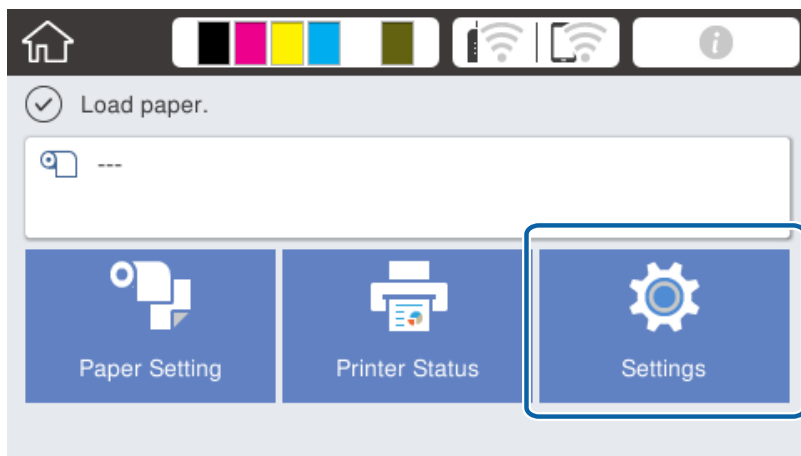 i
Load paper.
---
Paper Setting
Printer Status
Settings